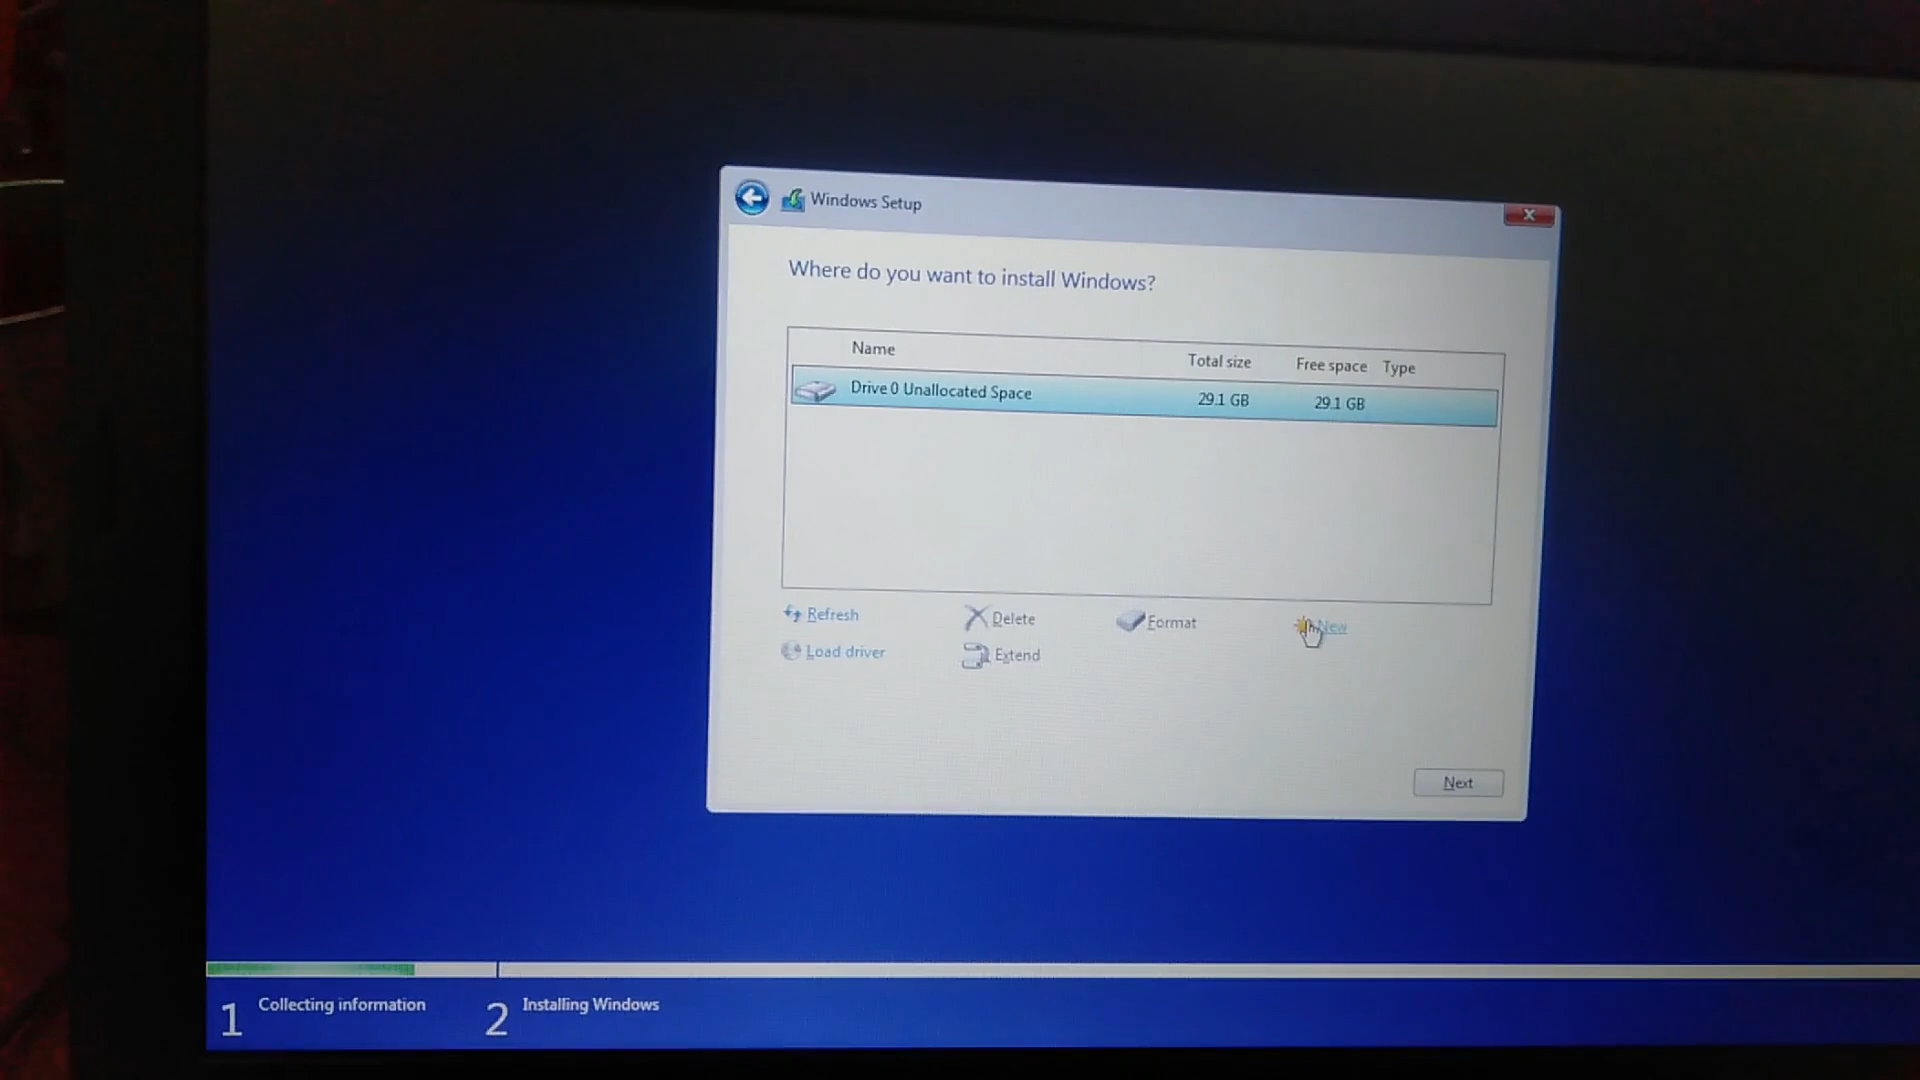 Windows Setup
x
Where do you want to install Windows?
Name Total size Free space Type
Drive 0 Unallocated Space 29.1 GB 29.1 GB
Refresh Delete Format New
Load driver Extend
Next
1 Collecting information 2 Installing Windows